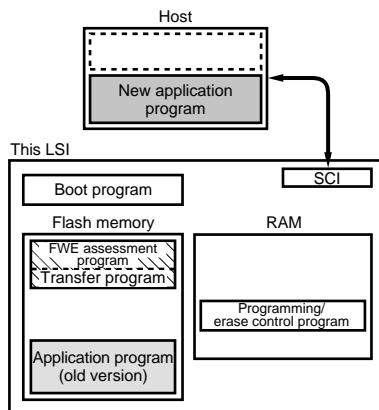 Host
New application
program
This LSI
SCI
Boot program
Flash memory
RAM
FWE assessment
program
Transfer program
Programming/
erase control program
Application program
(old version)